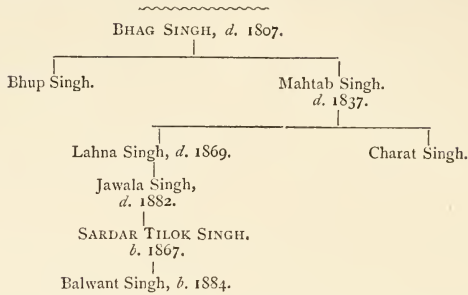 BHAG SINGH, d. 1807.
Bhup Singh.
Mahtab Singh.
d. 1837.
Lahna Singh, d. 1869.
Charat Singh.
Jawala Singh,
d. 1882.
SARDAR TILOK SINGH.
b. 1867.
Balwant Singh, b. 1884.